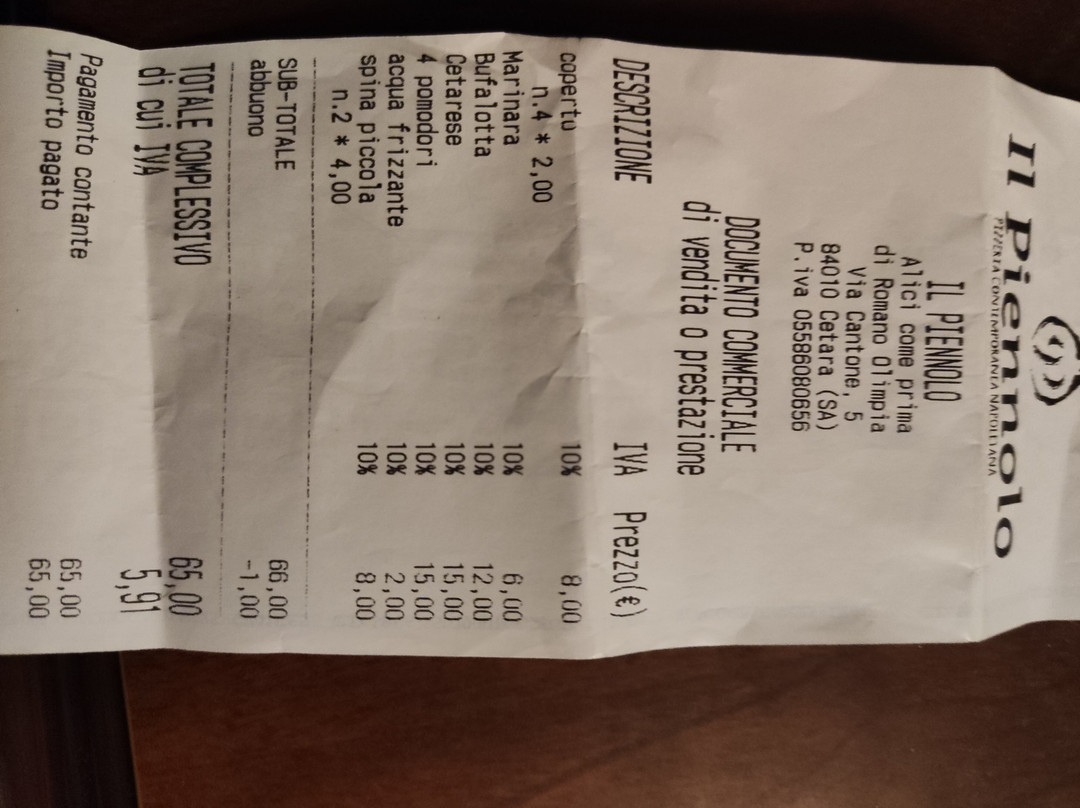 Il Piennolo
PIZZERIA CONTEMPORANEA NAPOLETANA
IL PIENNOLO
Alici come prima
di Romano Olimpia
Via Cantone, 5
84010 Cetara (SA)
P.iva 05586080656
DOCUMENTO COMMERCIALE
di vendita o prestazione
DESCRIZIONE IVA Prezzo(€)
coperto 10% 8,00
n.4 * 2,00
Marinara 10% 6,00
Bufalotta 10% 12,00
Cetarese 10% 15,00
4 pomodori 10% 15,00
acqua frizzante 10% 2,00
spina piccola 10% 8,00
n.2 * 4,00
SUB-TOTALE 66,00
abbuono -1,00
TOTALE COMPLESSIVO 65,00
di cui IVA 5,91
Pagamento contante 65,00
Importo pagato 65,00